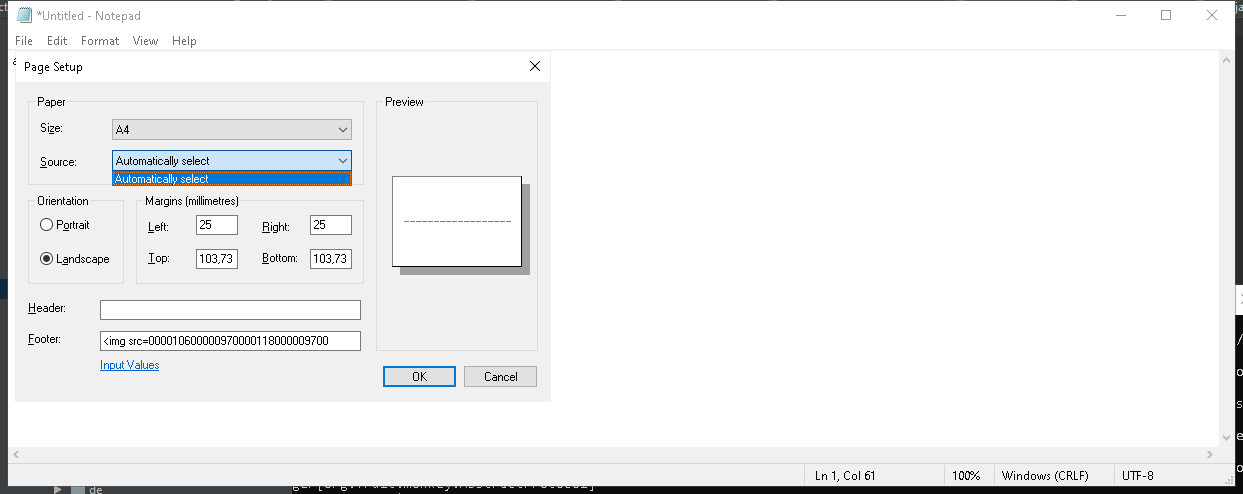 *Untitled - Notepad
File Edit Format View Help
Page Setup
Paper
Size: A4
Source: Automatically select
Automatically select
Preview
Orientation
Portrait
Landscape
Margins (millimetres)
Left: 25 Right: 25
Top: 103,73 Bottom: 103,73
Header:
Footer: <img src=000010600000970000118000009700
Input Values
OK Cancel
Ln 1, Col 61 100% Windows (CRLF) UTF-8
de